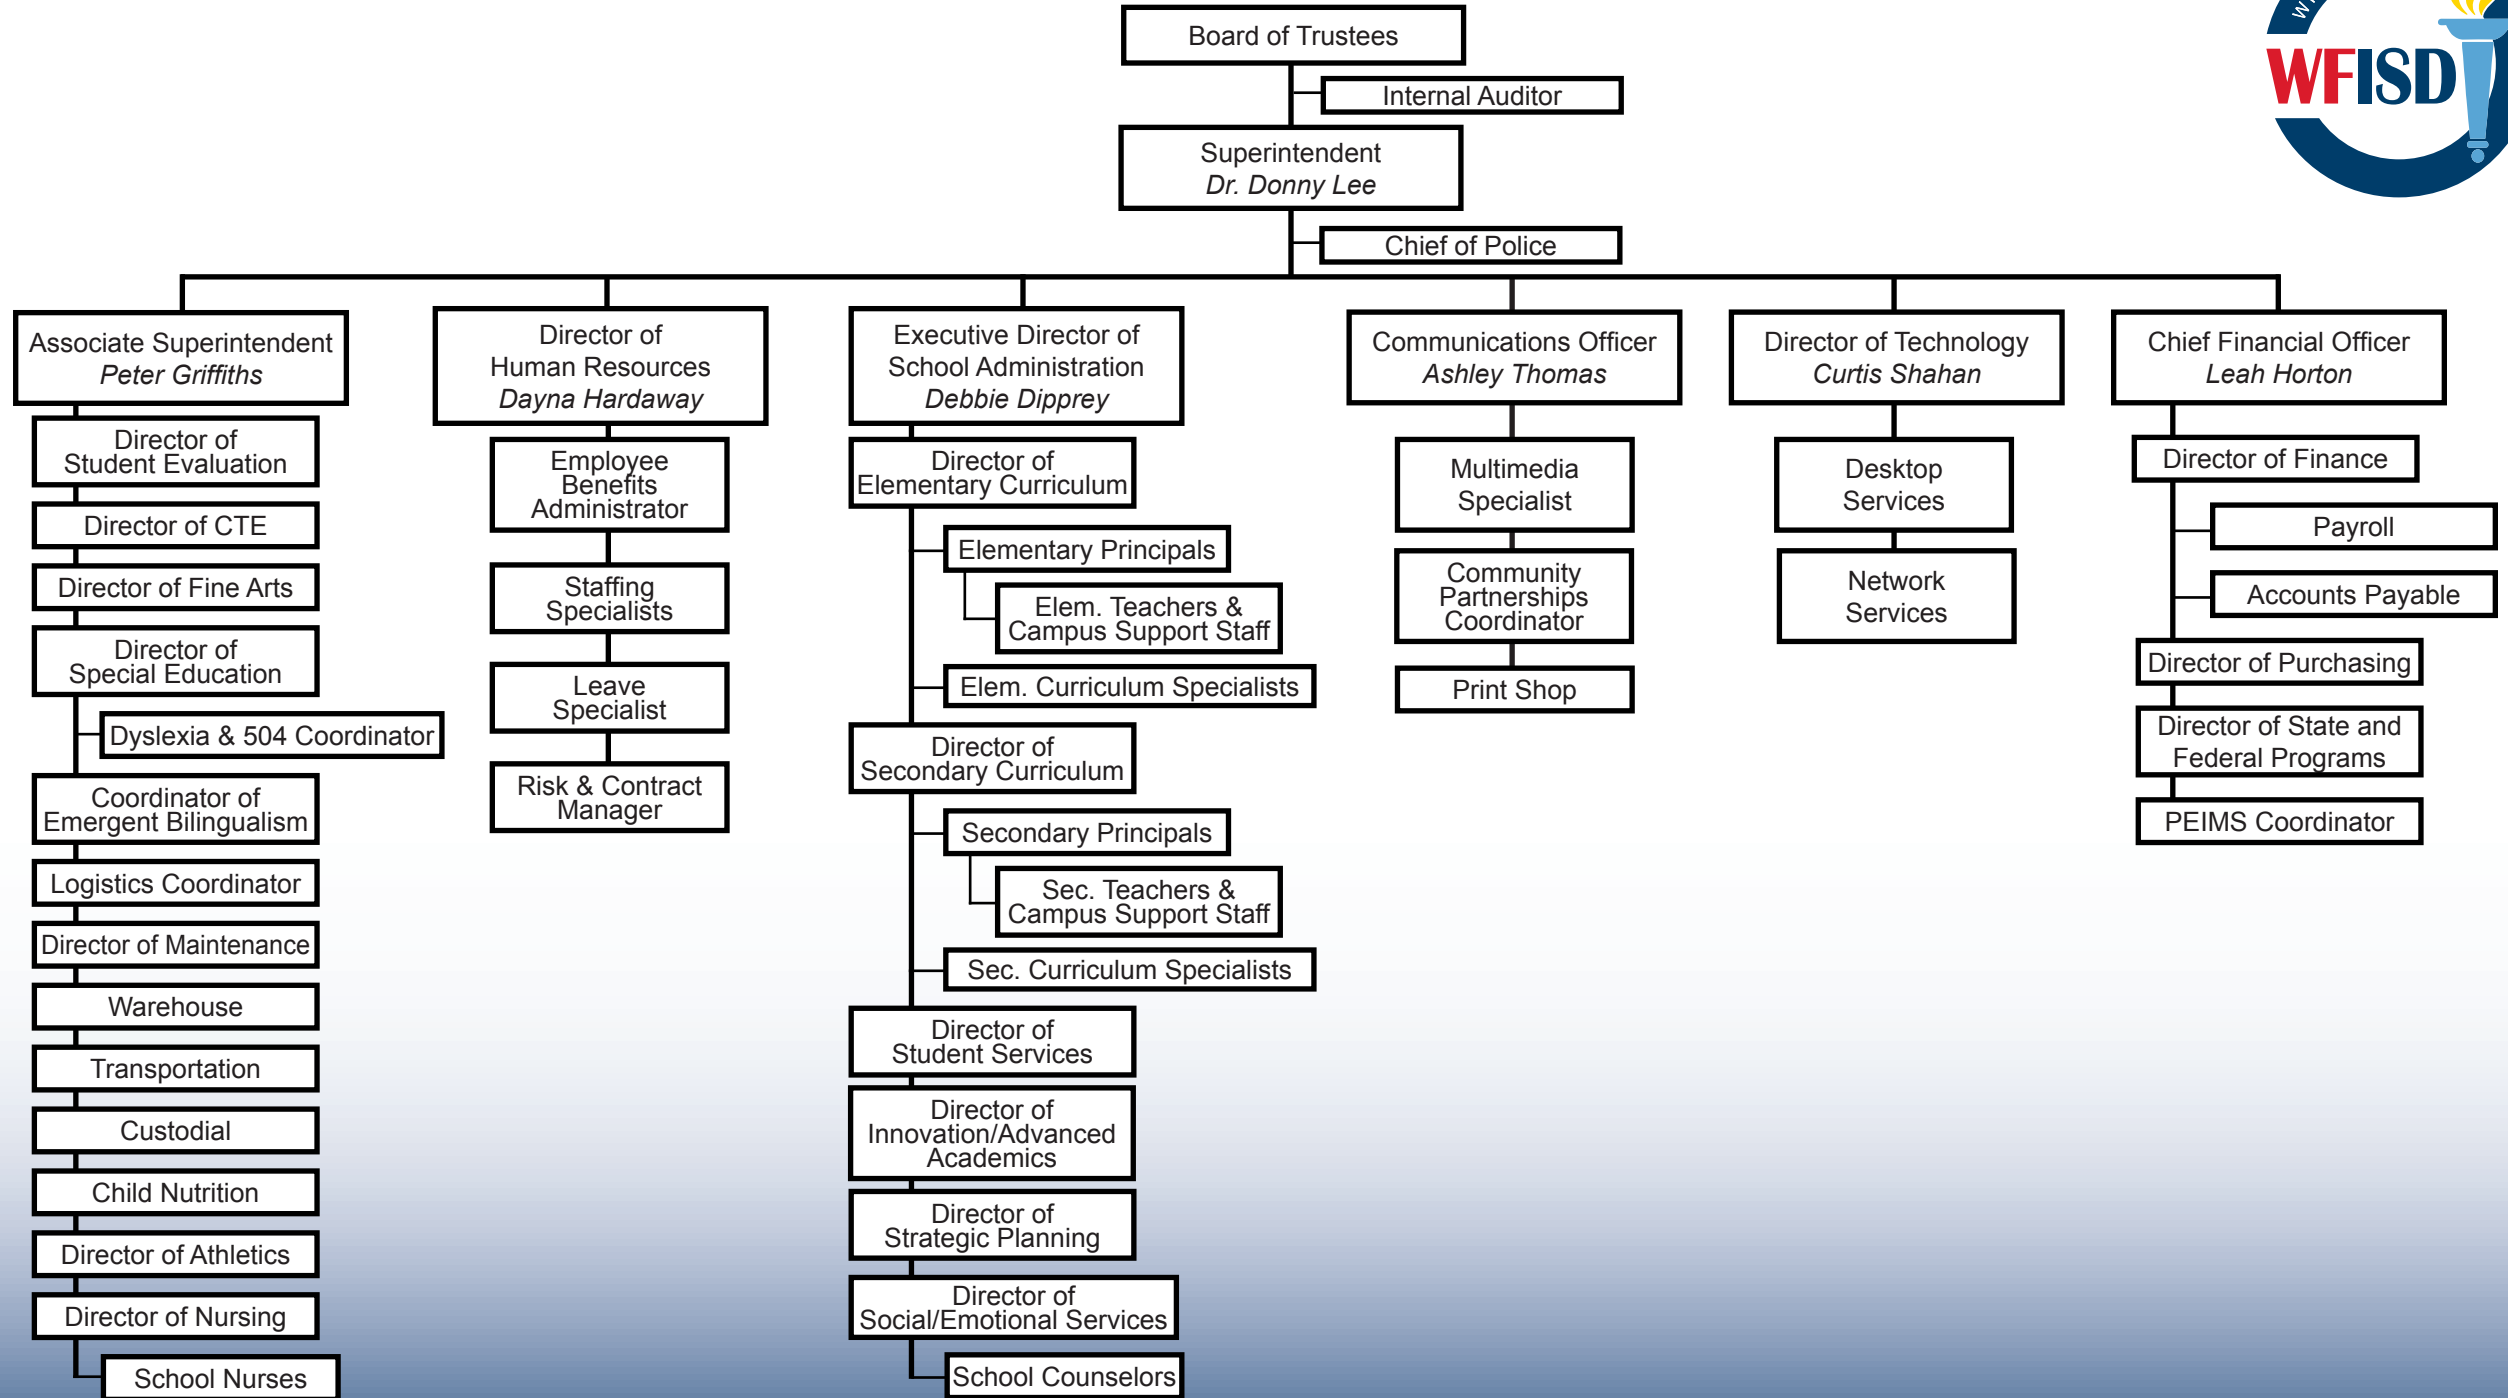 Board of Trustees
Internal Auditor
Superintendent
Dr. Donny Lee
Chief of Police
WFISD
Associate Superintendent
Peter Griffiths
Director of
Student Evaluation
Director of CTE
Director of Fine Arts
Director of
Special Education
Dyslexia & 504 Coordinator
Coordinator of
Emergent Bilingualism
Logistics Coordinator
Director of Maintenance
Warehouse
Transportation
Custodial
Child Nutrition
Director of Athletics
Director of Nursing
School Nurses
Director of
Human Resources
Dayna Hardaway
Employee
Benefits
Administrator
Staffing
Specialists
Leave
Specialist
Risk & Contract
Manager
Executive Director of
School Administration
Debbie Dipprey
Director of
Elementary Curriculum
Elementary Principals
Elem. Teachers &
Campus Support Staff
Elem. Curriculum Specialists
Director of
Secondary Curriculum
Secondary Principals
Sec. Teachers &
Campus Support Staff
Sec. Curriculum Specialists
Director of
Student Services
Director of
Innovation/Advanced
Academics
Director of
Strategic Planning
Director of
Social/Emotional Services
School Counselors
Communications Officer
Ashley Thomas
Multimedia
Specialist
Community
Partnerships
Coordinator
Print Shop
Director of Technology
Curtis Shahan
Desktop
Services
Network
Services
Chief Financial Officer
Leah Horton
Director of Finance
Payroll
Accounts Payable
Director of Purchasing
Director of State and
Federal Programs
PEIMS Coordinator